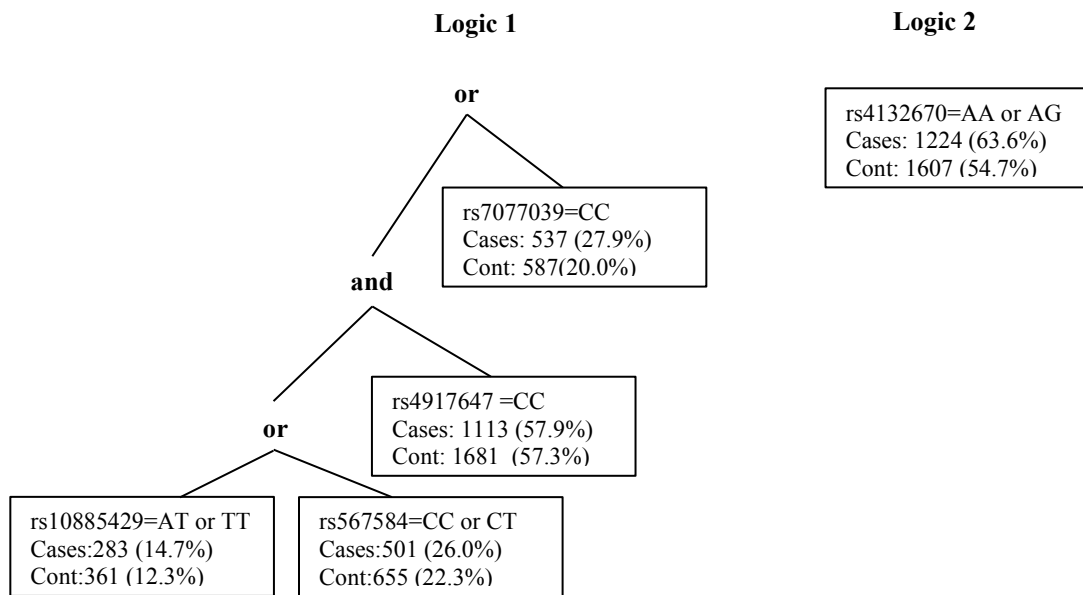 Logic 1
Logic 2
or
rs4132670=AA or AG
Cases: 1224 (63.6%)
Cont: 1607 (54.7%)
rs7077039=CC
Cases: 537 (27.9%)
Cont: 587(20.0%)
and
rs4917647 =CC
Cases: 1113 (57.9%)
Cont: 1681 (57.3%)
or
rs10885429=AT or TT
Cases:283 (14.7%)
Cont:361 (12.3%)
rs567584=CC or CT
Cases:501 (26.0%)
Cont:655 (22.3%)